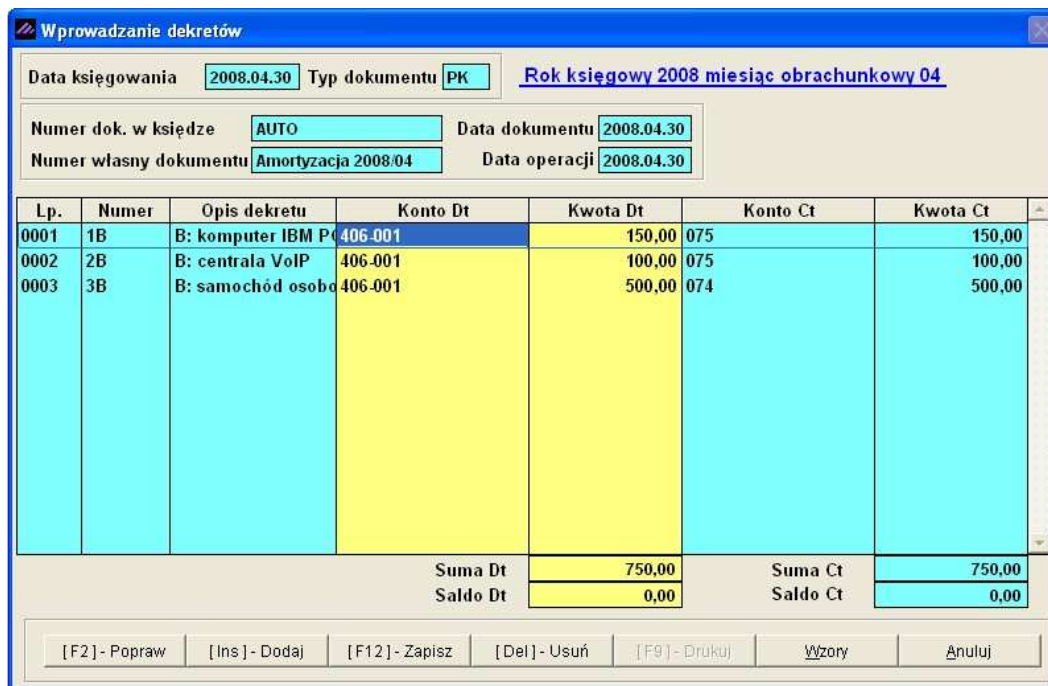 Wprowadzanie dekretów
Data księgowania 2008.04.30 Typ dokumentu PK Rok księgowy 2008 miesiąc obrachunkowy 04
Numer dok. w księdze AUTO Data dokumentu 2008.04.30
Numer własny dokumentu Amortyzacja 2008/04 Data operacji 2008.04.30
Lp. Numer Opis dekretu Konto Dt Kwota Dt Konto Ct Kwota Ct
0001 1B B: komputer IBM P 406-001 150,00 075 150,00
0002 2B B: centrala VoIP 406-001 100,00 075 100,00
0003 3B B: samochód osobo 406-001 500,00 074 500,00
Suma Dt 750,00 Suma Ct 750,00
Saldo Dt 0,00 Saldo Ct 0,00
[F2] - Popraw [Ins] - Dodaj [F12] - Zapisz [Del] - Usuń [F9] - Drukuj Wzory Anuluj